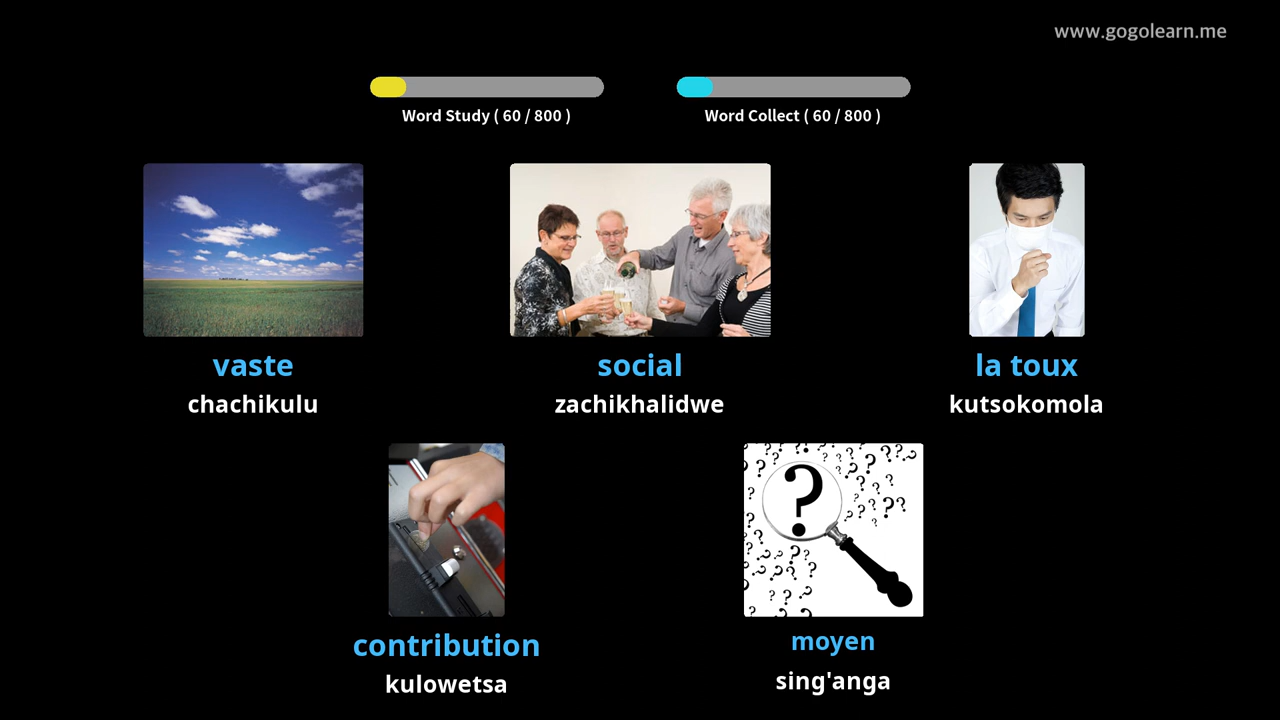 www.gogolearn.me
Word Study ( 60 / 800 )
Word Collect ( 60 / 800 )
vaste
chachikulu
social
zachikhalidwe
la toux
kutsokomola
contribution
kulowetsa
moyen
sing'anga